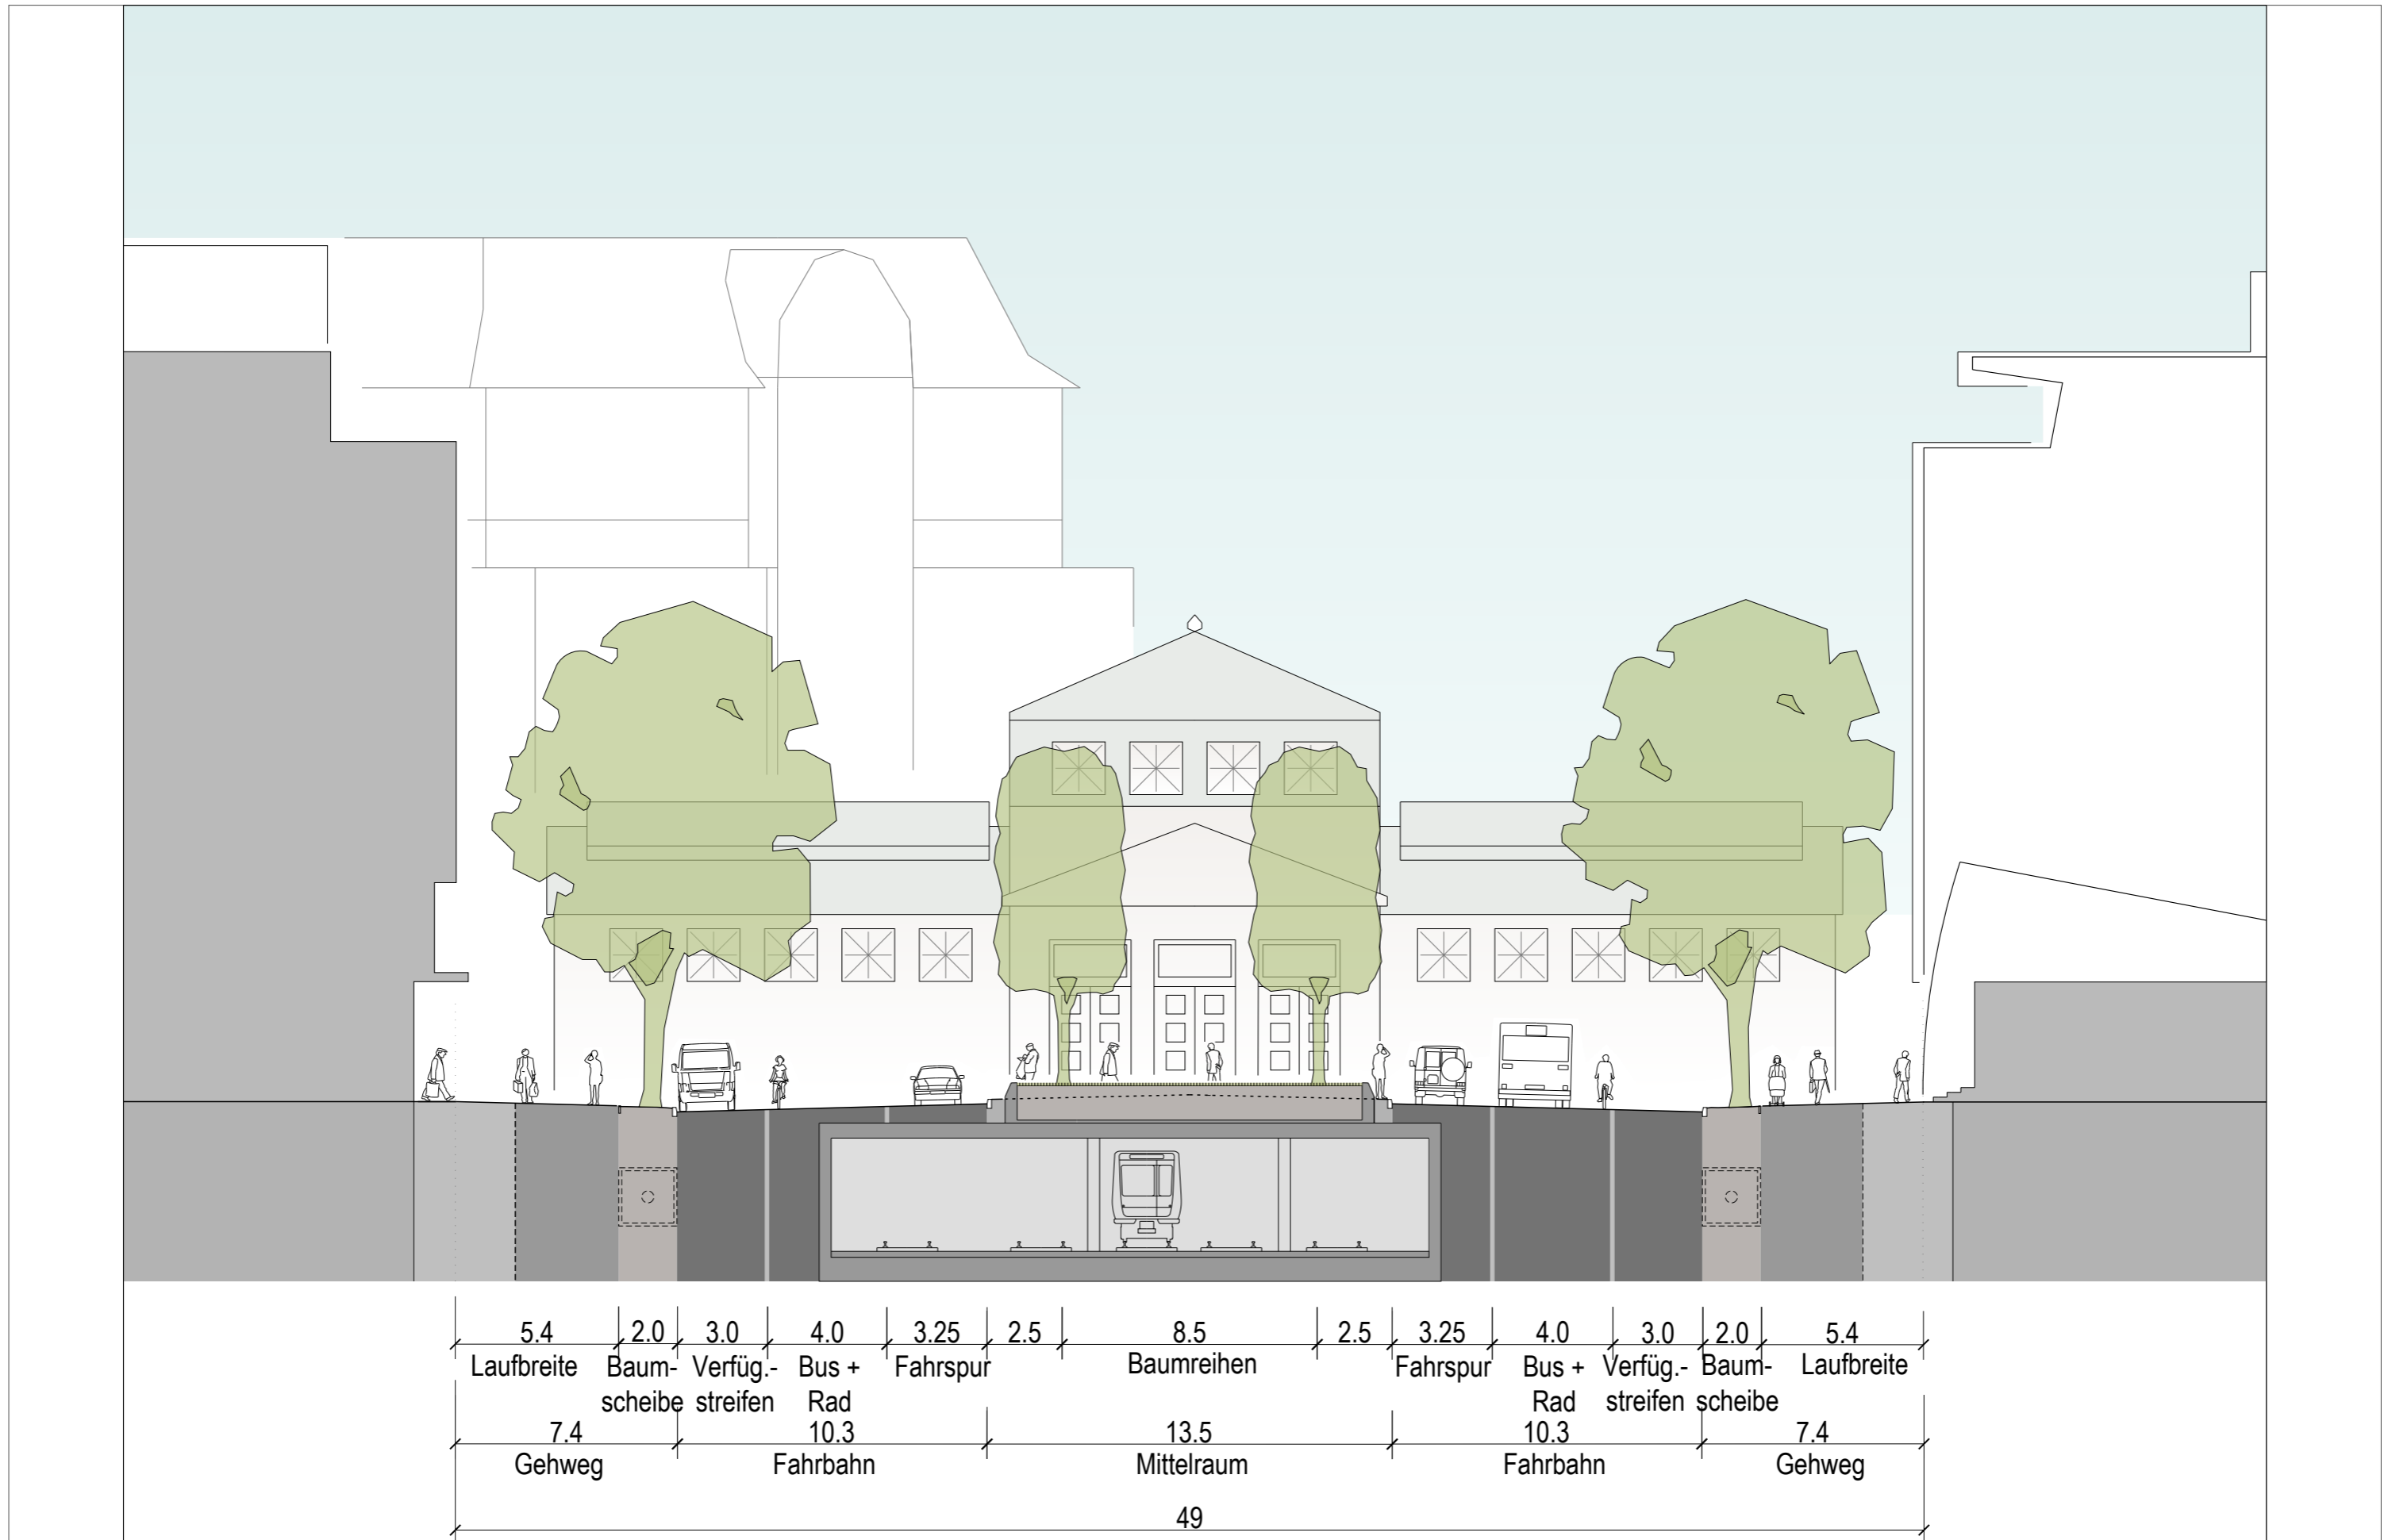 5.4 2.0 3.0 4.0 3.25 2.5 8.5 2.5 3.25 4.0 3.0 2.0 5.4
Laufbreite Baum- Verfüg.- Bus + Fahrspur Baumreihen Fahrspur Bus + Verfüg.- Baum- Laufbreite
scheibe streifen Rad Rad streifen scheibe
7.4 10.3 13.5 10.3 7.4
Gehweg Fahrbahn Mittelraum Fahrbahn Gehweg
49